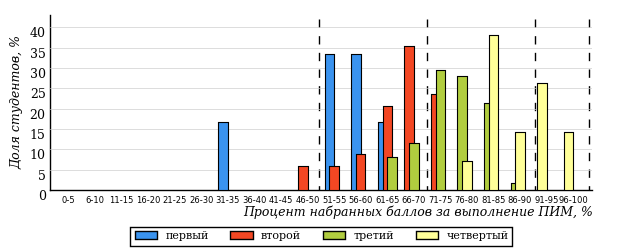 Доля студентов, %
40
35
30
25
20
15
10
5
0
0-5 6-10 11-15 16-20 21-25 26-30 31-35 36-40 41-45 46-50 51-55 56-60 61-65 66-70 71-75 76-80 81-85 86-90 91-95 96-100
Процент набранных баллов за выполнение ПИМ, %
первый второй третий четвертый